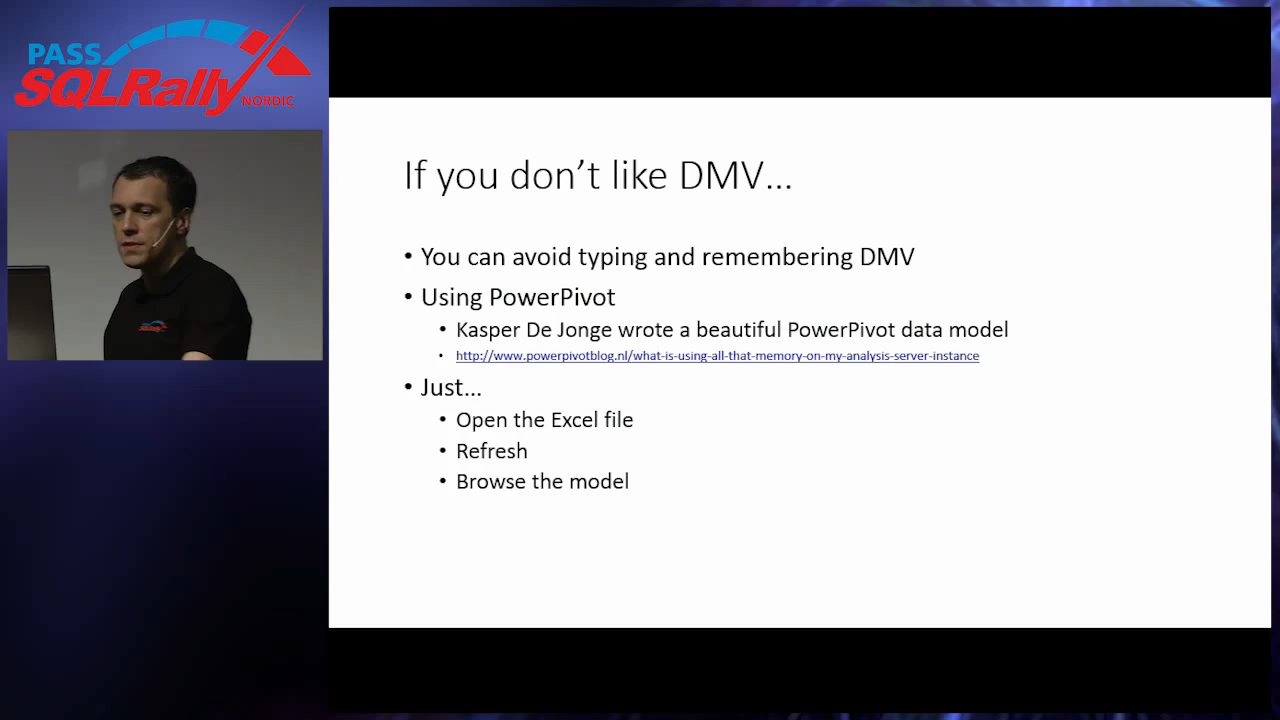 PASS
SQLRally
NORDIC
If you don't like DMV...
• You can avoid typing and remembering DMV
• Using PowerPivot
• Kasper De Jonge wrote a beautiful PowerPivot data model
• http://www.powerpivotblog.nl/what-is-using-all-that-memory-on-my-analysis-server-instance
• Just...
• Open the Excel file
• Refresh
• Browse the model